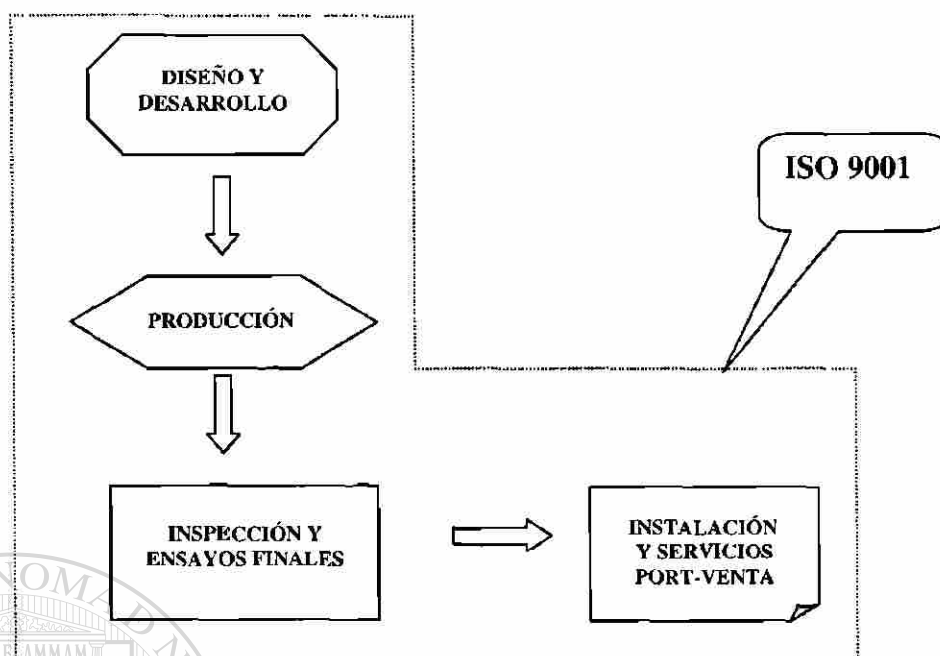 DISEÑO Y
DESARROLLO
ISO 9001
PRODUCCIÓN
INSPECCIÓN Y
ENSAYOS FINALES
INSTALACIÓN
Y SERVICIOS
PORT-VENTA